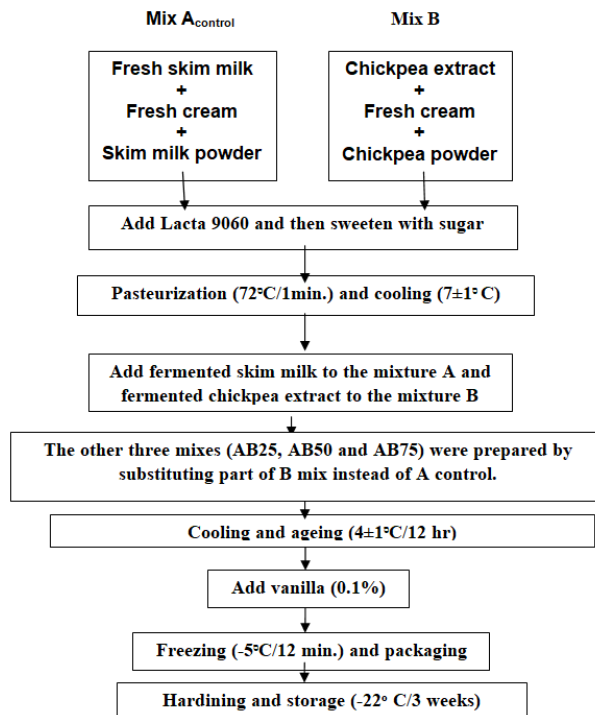 Mix Acontrol
Mix B
Fresh skim milk
+
Fresh cream
+
Skim milk powder
Chickpea extract
+
Fresh cream
+
Chickpea powder
Add Lacta 9060 and then sweeten with sugar
Pasteurization (72°C/1min.) and cooling (7±1° C)
Add fermented skim milk to the mixture A and
fermented chickpea extract to the mixture B
The other three mixes (AB25, AB50 and AB75) were prepared by
substituting part of B mix instead of A control.
Cooling and ageing (4±1°C/12 hr)
Add vanilla (0.1%)
Freezing (-5°C/12 min.) and packaging
Hardining and storage (-22° C/3 weeks)